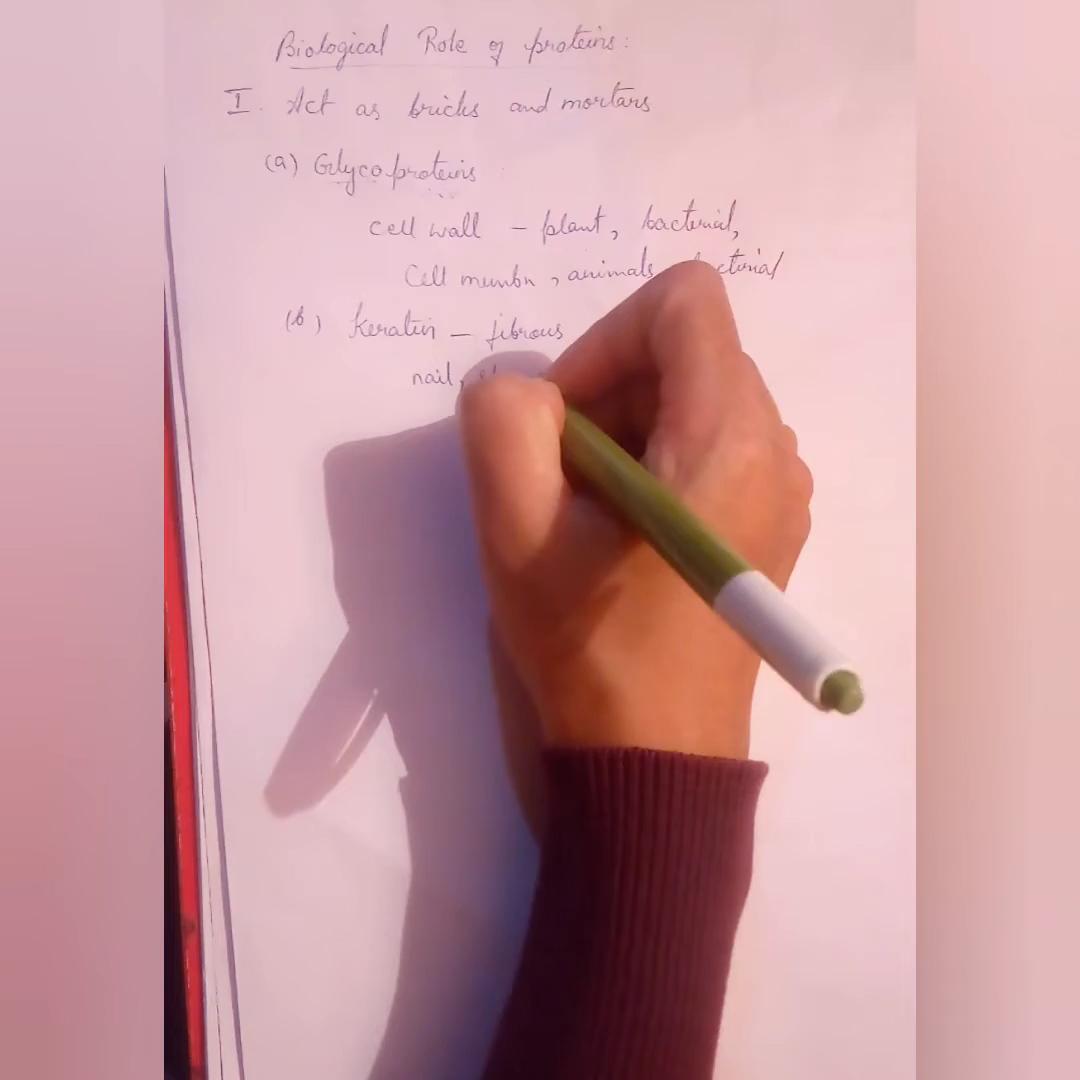 Biological Role of proteins:
I. Act as bricks and mortars
(a) Glycoproteins
cell wall – plant, bacterial,
Cell membn, animals
(b) Keratin – fibrous
nail,